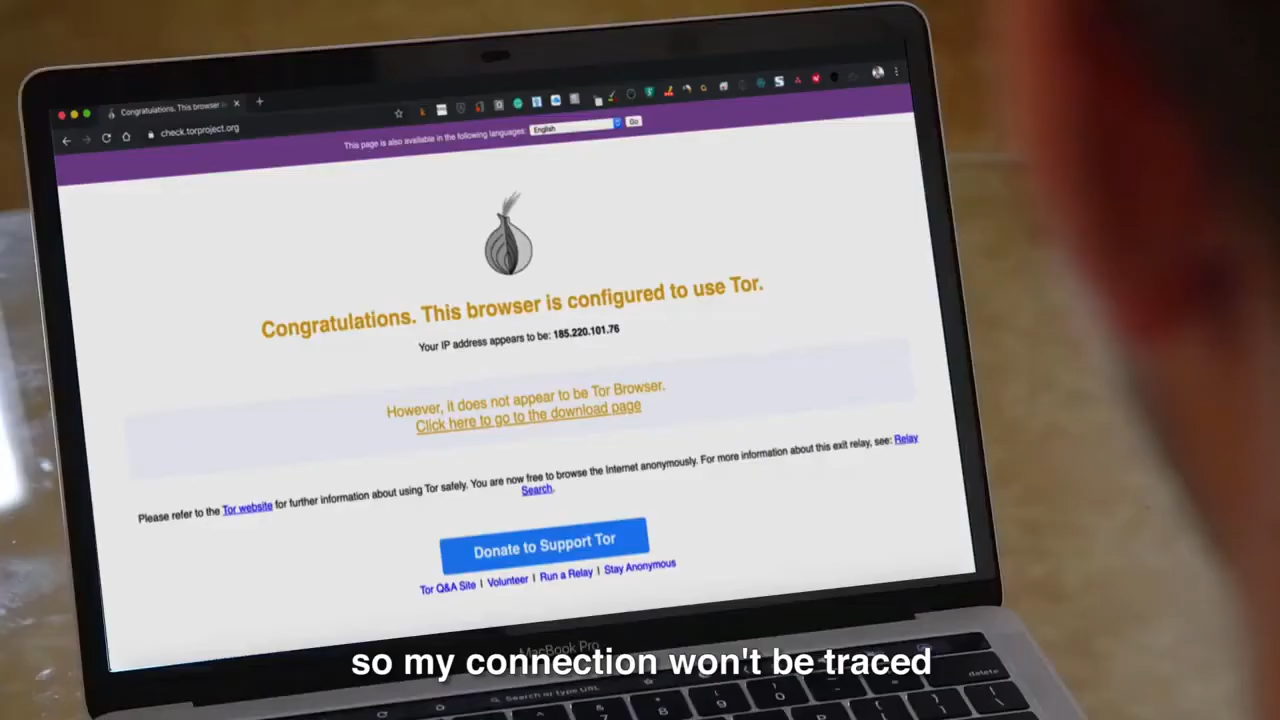 Congratulations. This browser
check.torproject.org
This page is also available in the following languages: English Go
Congratulations. This browser is configured to use Tor.
Your IP address appears to be: 185.220.101.76
However, it does not appear to be Tor Browser.
Click here to go to the download page
Please refer to the Tor website for further information about using Tor safely. You are now free to browse the Internet anonymously. For more information about this exit relay, see: Relay
Search.
Donate to Support Tor
Tor Q&A Site | Volunteer | Run a Relay | Stay Anonymous
MacBook Pro
so my connection won't be traced
Search or type URL
delete